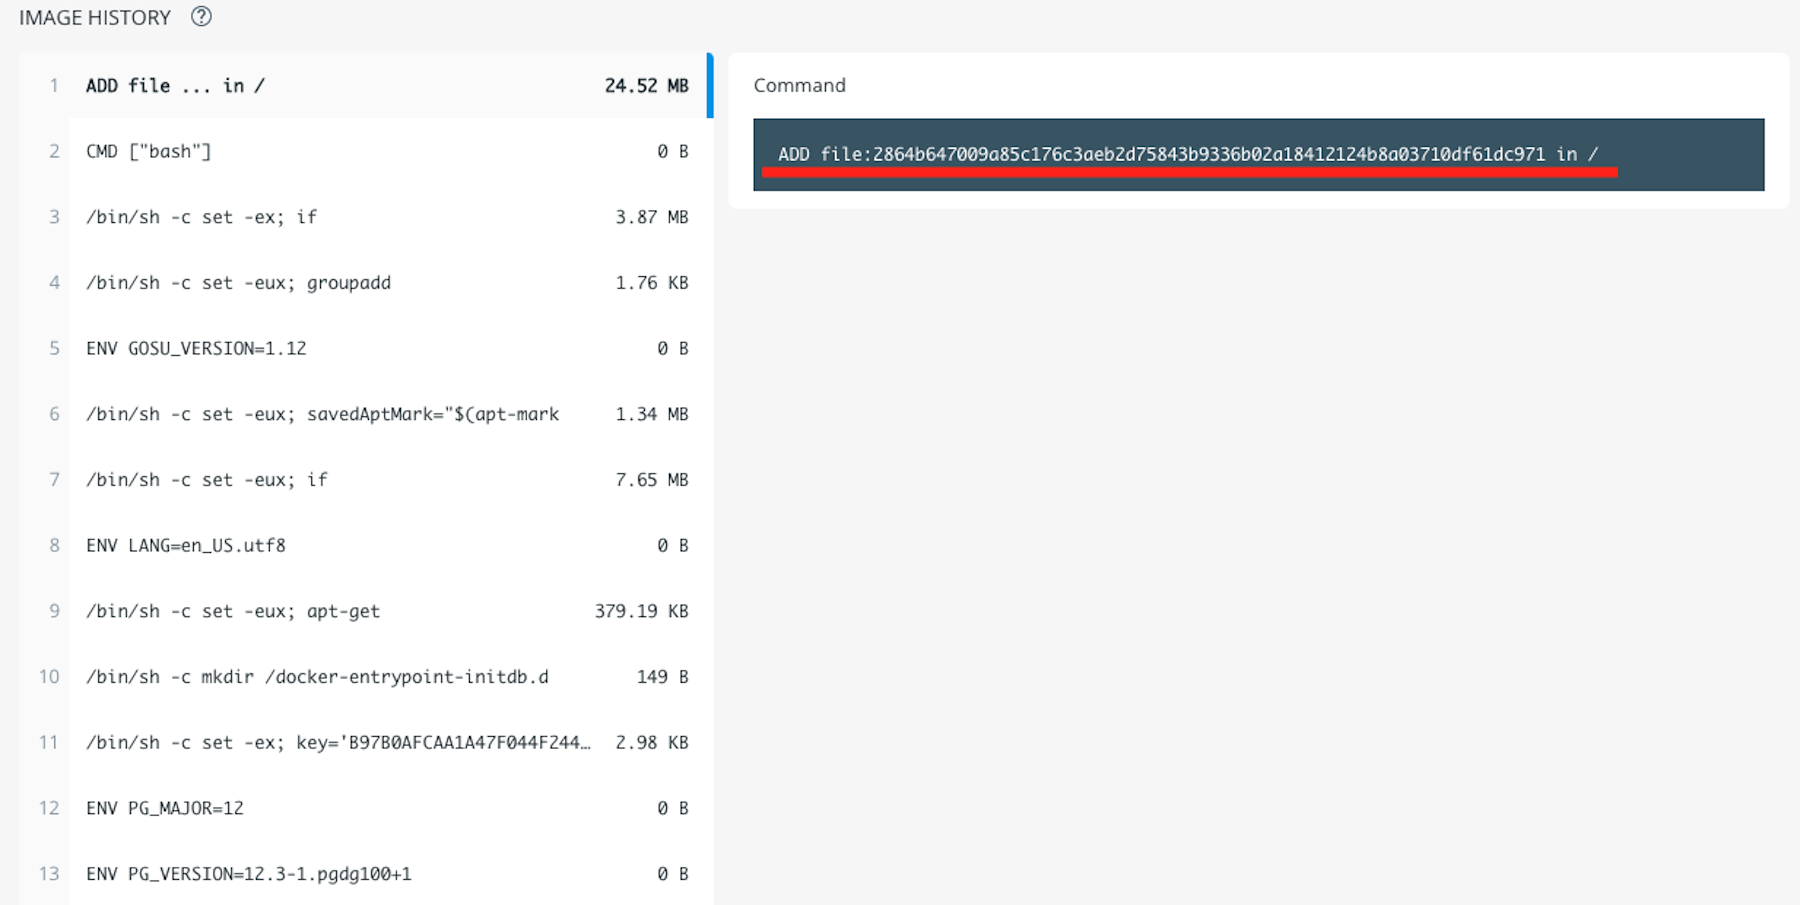 IMAGE HISTORY ?
1 ADD file ... in / 24.52 MB
2 CMD ["bash"] 0 B
3 /bin/sh -c set -ex; if 3.87 MB
4 /bin/sh -c set -eux; groupadd 1.76 KB
5 ENV GOSU_VERSION=1.12 0 B
6 /bin/sh -c set -eux; savedAptMark="$(apt-mark 1.34 MB
7 /bin/sh -c set -eux; if 7.65 MB
8 ENV LANG=en_US.utf8 0 B
9 /bin/sh -c set -eux; apt-get 379.19 KB
10 /bin/sh -c mkdir /docker-entrypoint-initdb.d 149 B
11 /bin/sh -c set -ex; key='B97B0AFCAA1A47F044F244… 2.98 KB
12 ENV PG_MAJOR=12 0 B
13 ENV PG_VERSION=12.3-1.pgdg100+1 0 B
Command
ADD file:2864b647009a85c176c3aeb2d75843b9336b02a18412124b8a03710df61dc971 in /